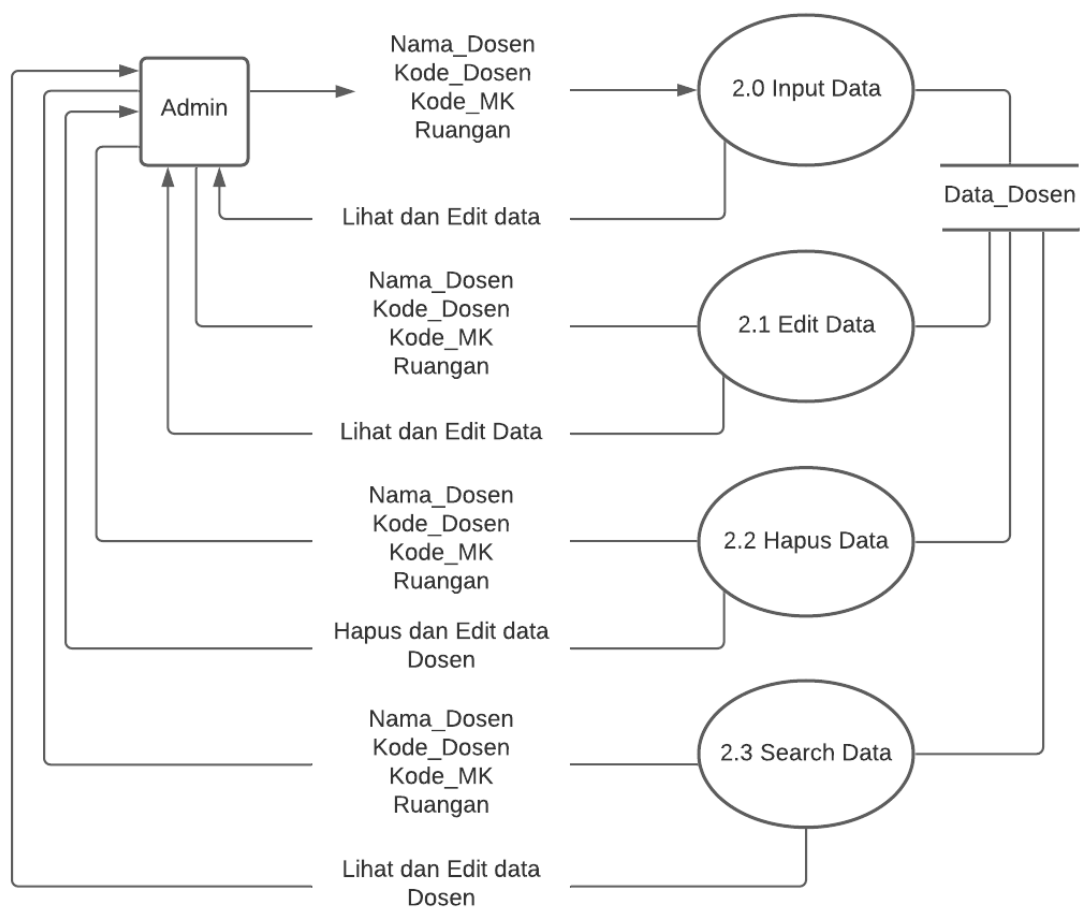 Admin
Nama_Dosen
Kode_Dosen
Kode_MK
Ruangan
2.0 Input Data
Data_Dosen
Lihat dan Edit data
Nama_Dosen
Kode_Dosen
Kode_MK
Ruangan
2.1 Edit Data
Lihat dan Edit Data
Nama_Dosen
Kode_Dosen
Kode_MK
Ruangan
2.2 Hapus Data
Hapus dan Edit data
Dosen
Nama_Dosen
Kode_Dosen
Kode_MK
Ruangan
2.3 Search Data
Lihat dan Edit data
Dosen